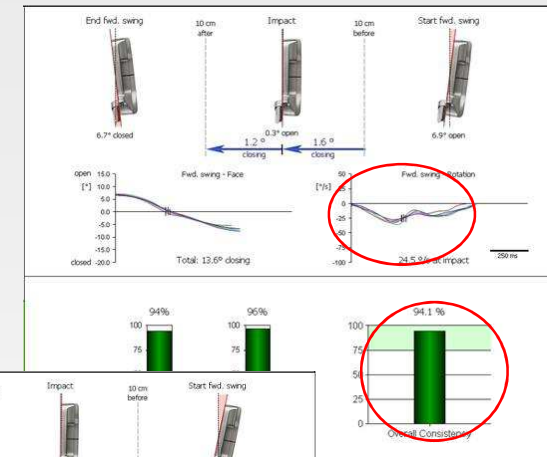 End fwd. swing 10 cm after Impact 10 cm before Start fwd. swing
6.7° closed 0.3° open 6.9° open
1.2 ° closing 1.6 ° closing
open 15.0 Fwd. swing - Face
[°] 10.0
5.0
0.0
-5.0
-10.0
-15.0
closed -20.0 Total: 13.6º closing
50 Fwd. swing - Rotation
[°/s] 25
0
-25
-50
-75
-100 24.5 °/s at impact
250 ms
94% 96% 94.1 %
100 100 100
75 75 75
50
25
0
Overall Consistency
Impact 10 cm before Start fwd. swing